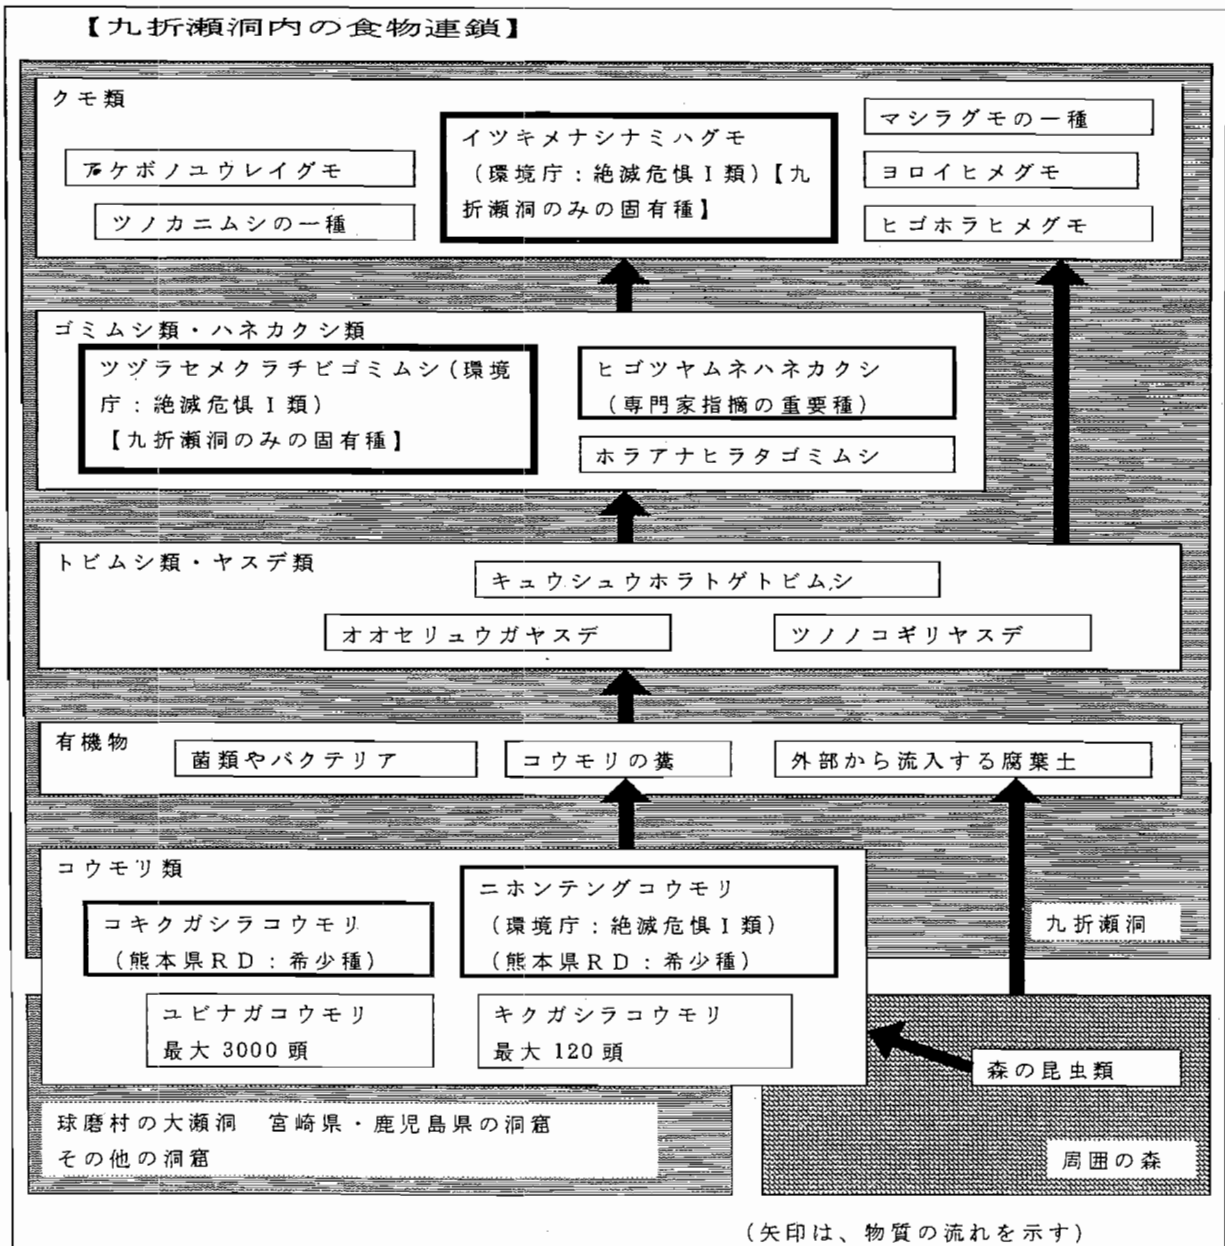 【九折瀬洞内の食物連鎖】
クモ類
アケボノユウレイグモ
ツノカニムシの一種
イツキメナシナミハグモ
(環境庁：絶滅危惧Ⅰ類)【九
折瀬洞のみの固有種】
マシラグモの一種
ヨロイヒメグモ
ヒゴホラヒメグモ
ゴミムシ類・ハネカクシ類
ツヅラセメクラチビゴミムシ(環境
庁：絶滅危惧Ⅰ類)
【九折瀬洞のみの固有種】
ヒゴツヤムネハネカクシ
(専門家指摘の重要種)
ホラアナヒラタゴミムシ
トビムシ類・ヤスデ類
キュウシュウホラトゲトビムシ
オオセリュウガヤスデ
ツノノコギリヤスデ
有機物
菌類やバクテリア
コウモリの糞
外部から流入する腐葉土
コウモリ類
コキクガシラコウモリ
(熊本県RD：希少種)
ニホンテングコウモリ
(環境庁：絶滅危惧Ⅰ類)
(熊本県RD：希少種)
ユビナガコウモリ
最大 3000 頭
キクガシラコウモリ
最大 120 頭
九折瀬洞
森の昆虫類
周囲の森
球磨村の大瀬洞　宮崎県・鹿児島県の洞窟
その他の洞窟
(矢印は、物質の流れを示す)